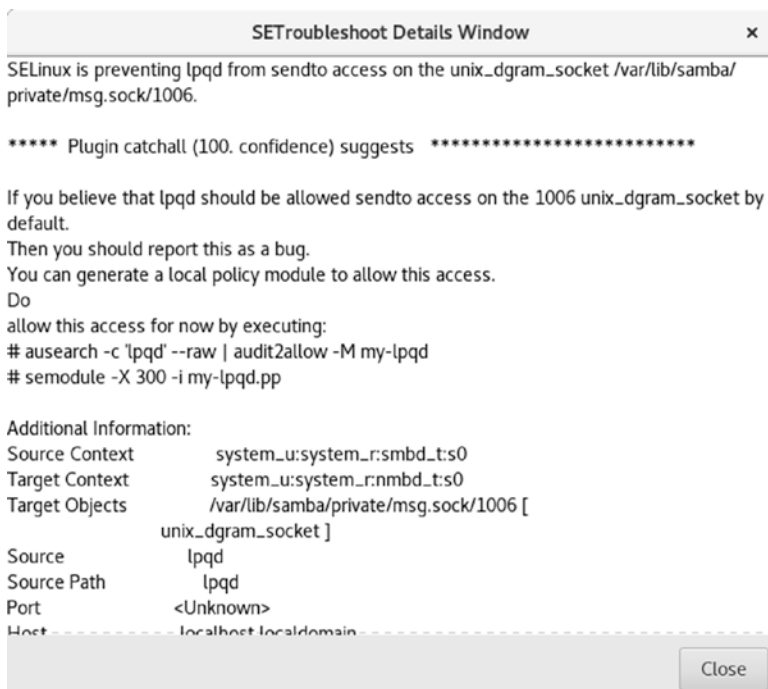 SETroubleshoot Details Window ×
SELinux is preventing lpqd from sendto access on the unix_dgram_socket /var/lib/samba/
private/msg.sock/1006.
***** Plugin catchall (100. confidence) suggests **************************
If you believe that lpqd should be allowed sendto access on the 1006 unix_dgram_socket by
default.
Then you should report this as a bug.
You can generate a local policy module to allow this access.
Do
allow this access for now by executing:
# ausearch -c 'lpqd' --raw | audit2allow -M my-lpqd
# semodule -X 300 -i my-lpqd.pp
Additional Information:
Source Context system_u:system_r:smbd_t:s0
Target Context system_u:system_r:nmbd_t:s0
Target Objects /var/lib/samba/private/msg.sock/1006 [
unix_dgram_socket ]
Source lpqd
Source Path lpqd
Port <Unknown>
Host localhost.localdomain
Close